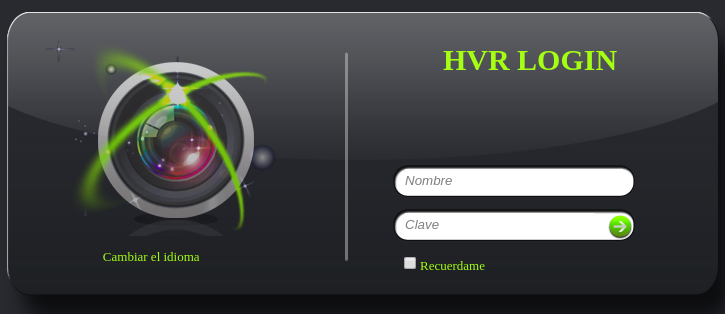 HVR LOGIN
Nombre
Clave
Recuerdame
Cambiar el idioma